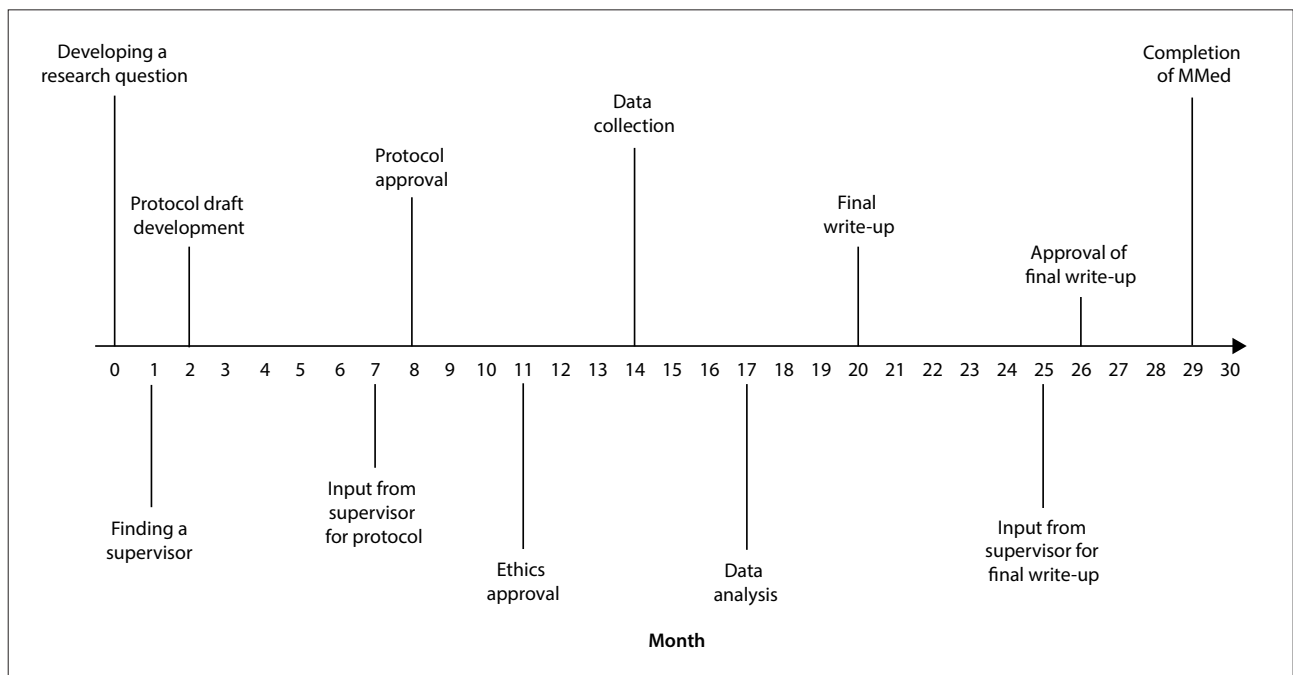 Developing a
research question
Completion
of MMed
Data
collection
Protocol
approval
Protocol draft
development
Final
write-up
Approval of
final write-up
0 1 2 3 4 5 6 7 8 9 10 11 12 13 14 15 16 17 18 19 20 21 22 23 24 25 26 27 28 29 30
Finding a
supervisor
Input from
supervisor
for protocol
Ethics
approval
Data
analysis
Input from
supervisor for
final write-up
Month